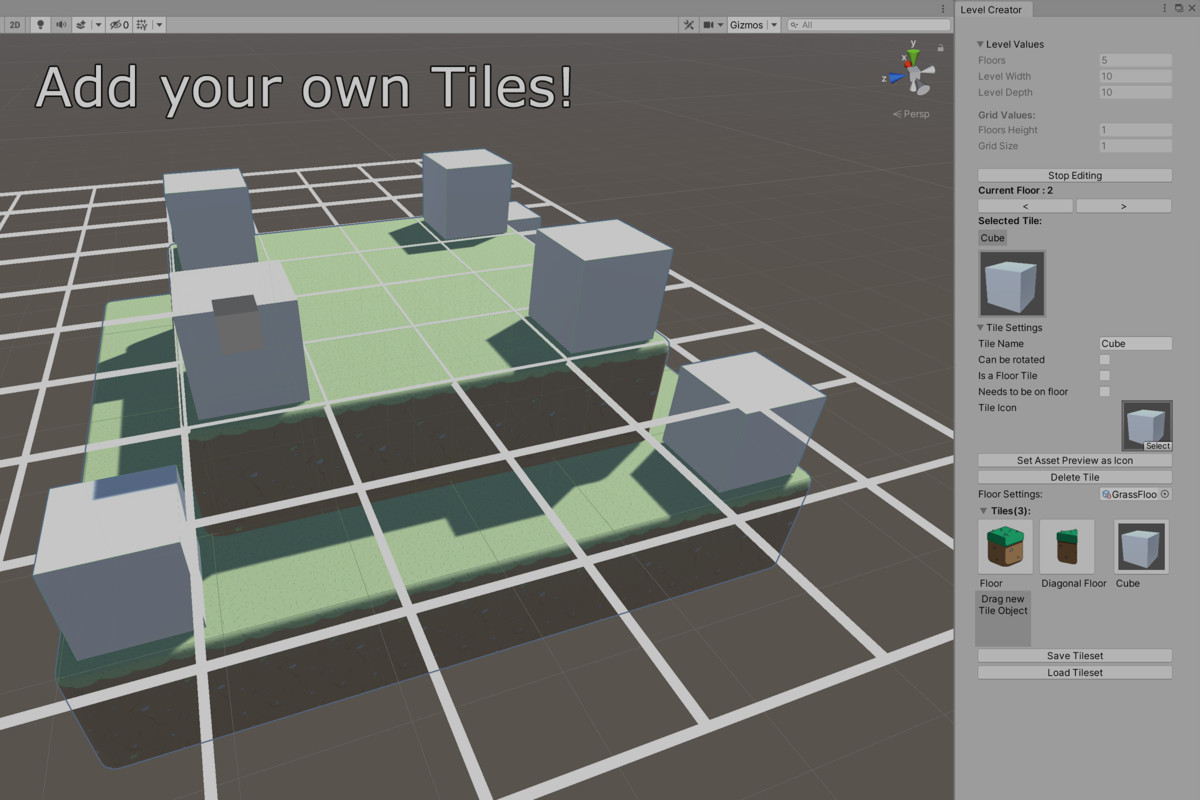 Level Creator
2D
0
Gizmos
All
Add your own Tiles!
y
x
z
Persp
Level Values
Floors 5
Level Width 10
Level Depth 10
Grid Values:
Floors Height 1
Grid Size 1
Stop Editing
Current Floor : 2
< >
Selected Tile:
Cube
Tile Settings
Tile Name Cube
Can be rotated
Is a Floor Tile
Needs to be on floor
Tile Icon
Select
Set Asset Preview as Icon
Delete Tile
Floor Settings: GrassFloo
Tiles(3):
Floor Diagonal Floor Cube
Drag new
Tile Object
Save Tileset
Load Tileset